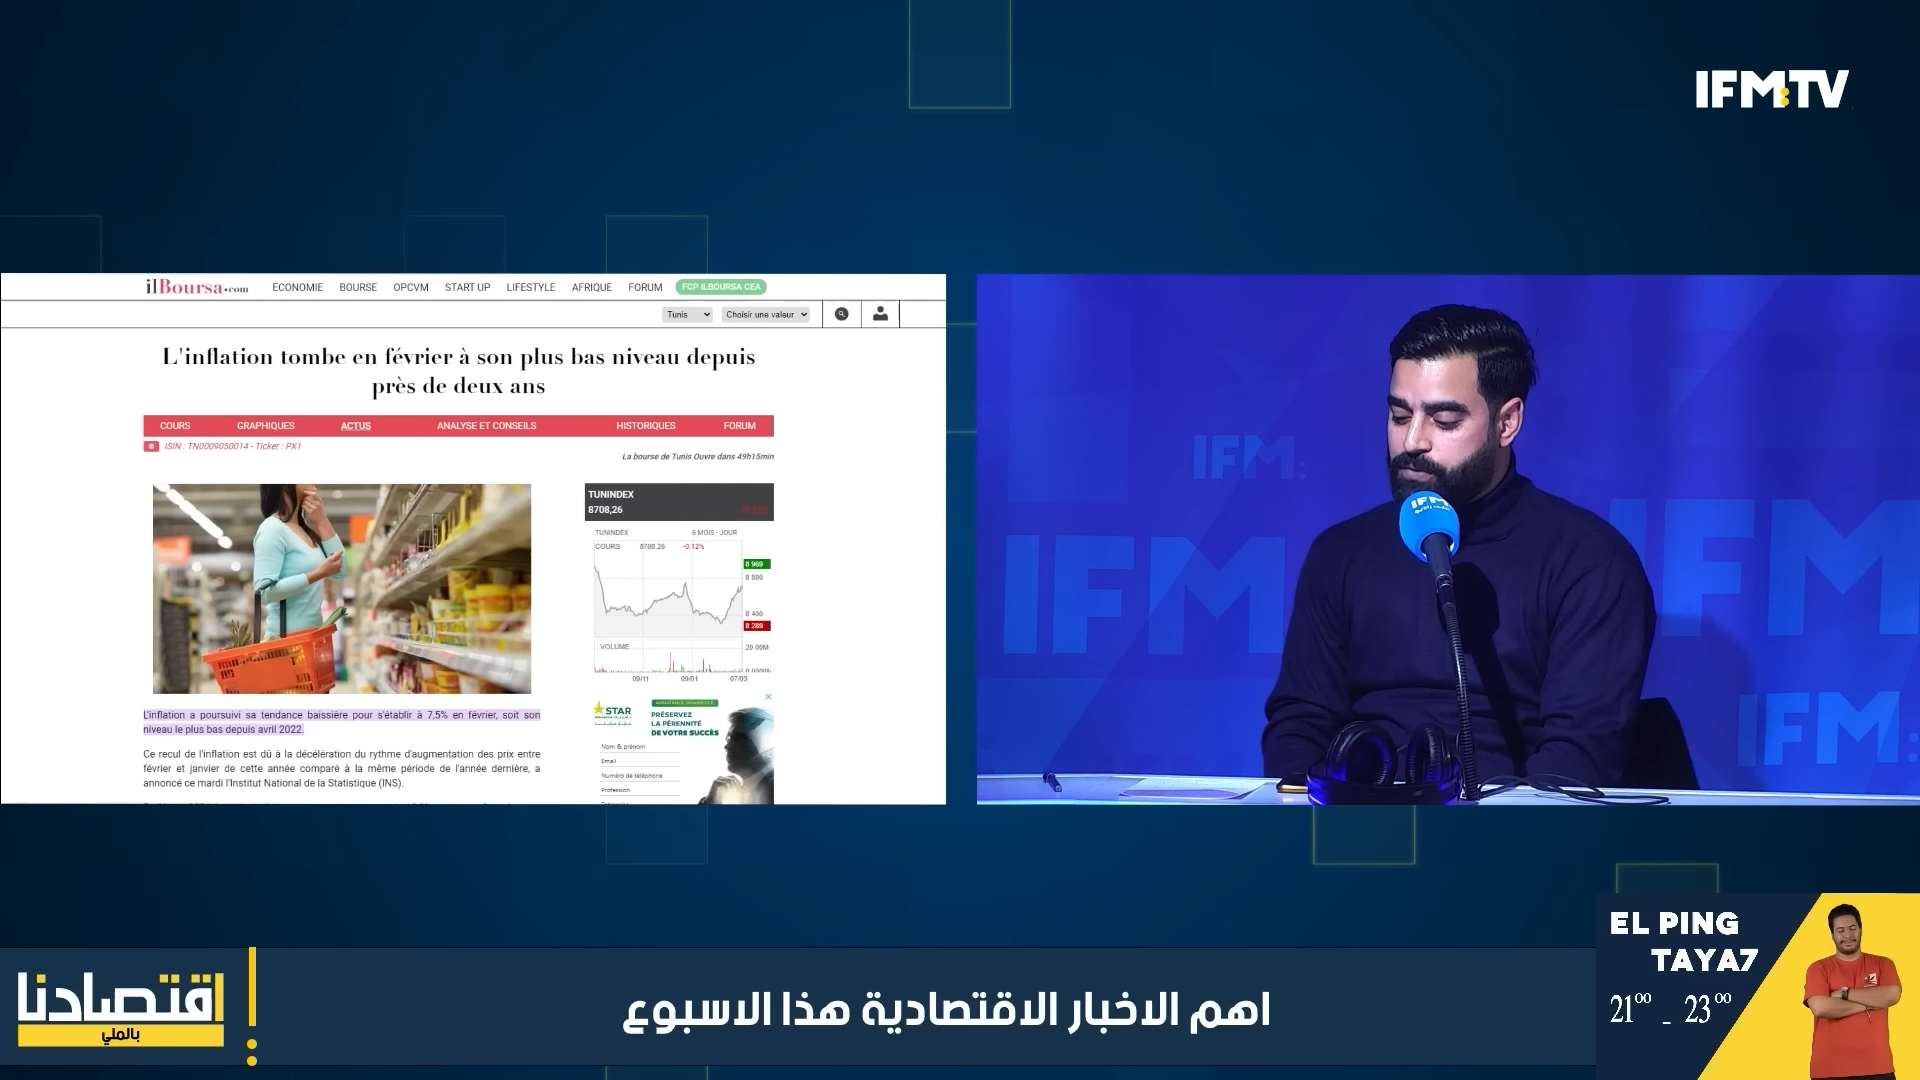 IFM:TV
ilBoursa.com
ECONOMIE BOURSE OPCVM START UP LIFESTYLE AFRIQUE FORUM FCP ILBOURSA CEA
Tunis Choisir une valeur
L'inflation tombe en février à son plus bas niveau depuis
près de deux ans
COURS GRAPHIQUES ACTUS ANALYSE ET CONSEILS HISTORIQUES FORUM
ISIN : TN0009050014 - Ticker : PX1
La bourse de Tunis Ouvre dans 49h15min
TUNINDEX
8708,26
TUNINDEX 6 MOIS - JOUR
COURS 8708.26 -0.12%
8 969
8 800
8 400
8 289
VOLUME
20.00M
09/11 09/01 07/03
L'inflation a poursuivi sa tendance baissière pour s'établir à 7,5% en février, soit son
niveau le plus bas depuis avril 2022.
Ce recul de l'inflation est dû à la décélération du rythme d'augmentation des prix entre
février et janvier de cette année comparé à la même période de l'année dernière, a
annoncé ce mardi l'Institut National de la Statistique (INS).
STAR
PRÉSERVEZ
LA PÉRENNITÉ
DE VOTRE SUCCÈS
Nom & prénom
Email
Numéro de téléphone
Profession
IFM:
IFM
IFM
IFM:
IFM
اقتصادنا
بالملي
اهم الاخبار الاقتصادية هذا الاسبوع
EL PING
TAYA7
21⁰⁰ - 23⁰⁰